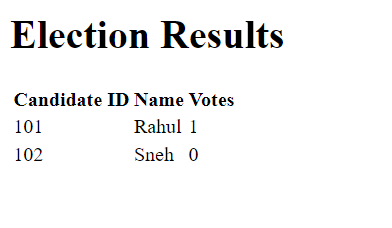 Election Results
Candidate ID Name Votes
101 Rahul 1
102 Sneh 0